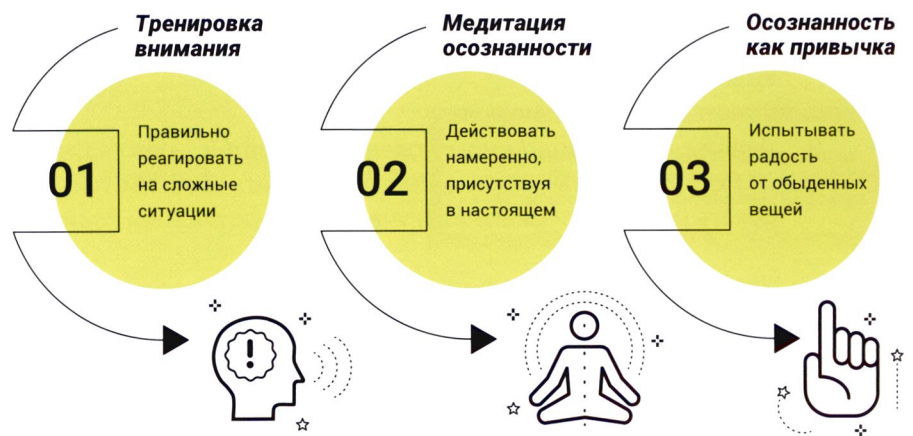 Тренировка
внимания
01
Правильно
реагировать
на сложные
ситуации
Медитация
осознанности
02
Действовать
намеренно,
присутствуя
в настоящем
Осознанность
как привычка
03
Испытывать
радость
от обыденных
вещей